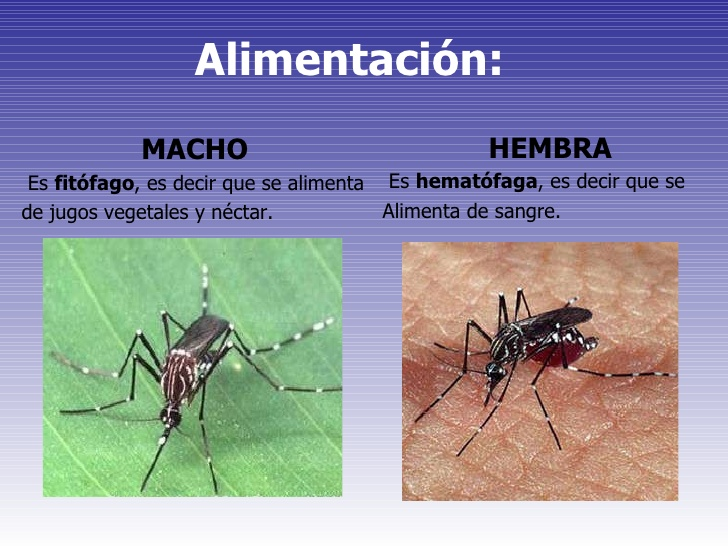 Alimentación:
MACHO
Es fitófago, es decir que se alimenta
de jugos vegetales y néctar.
HEMBRA
Es hematófaga, es decir que se
Alimenta de sangre.